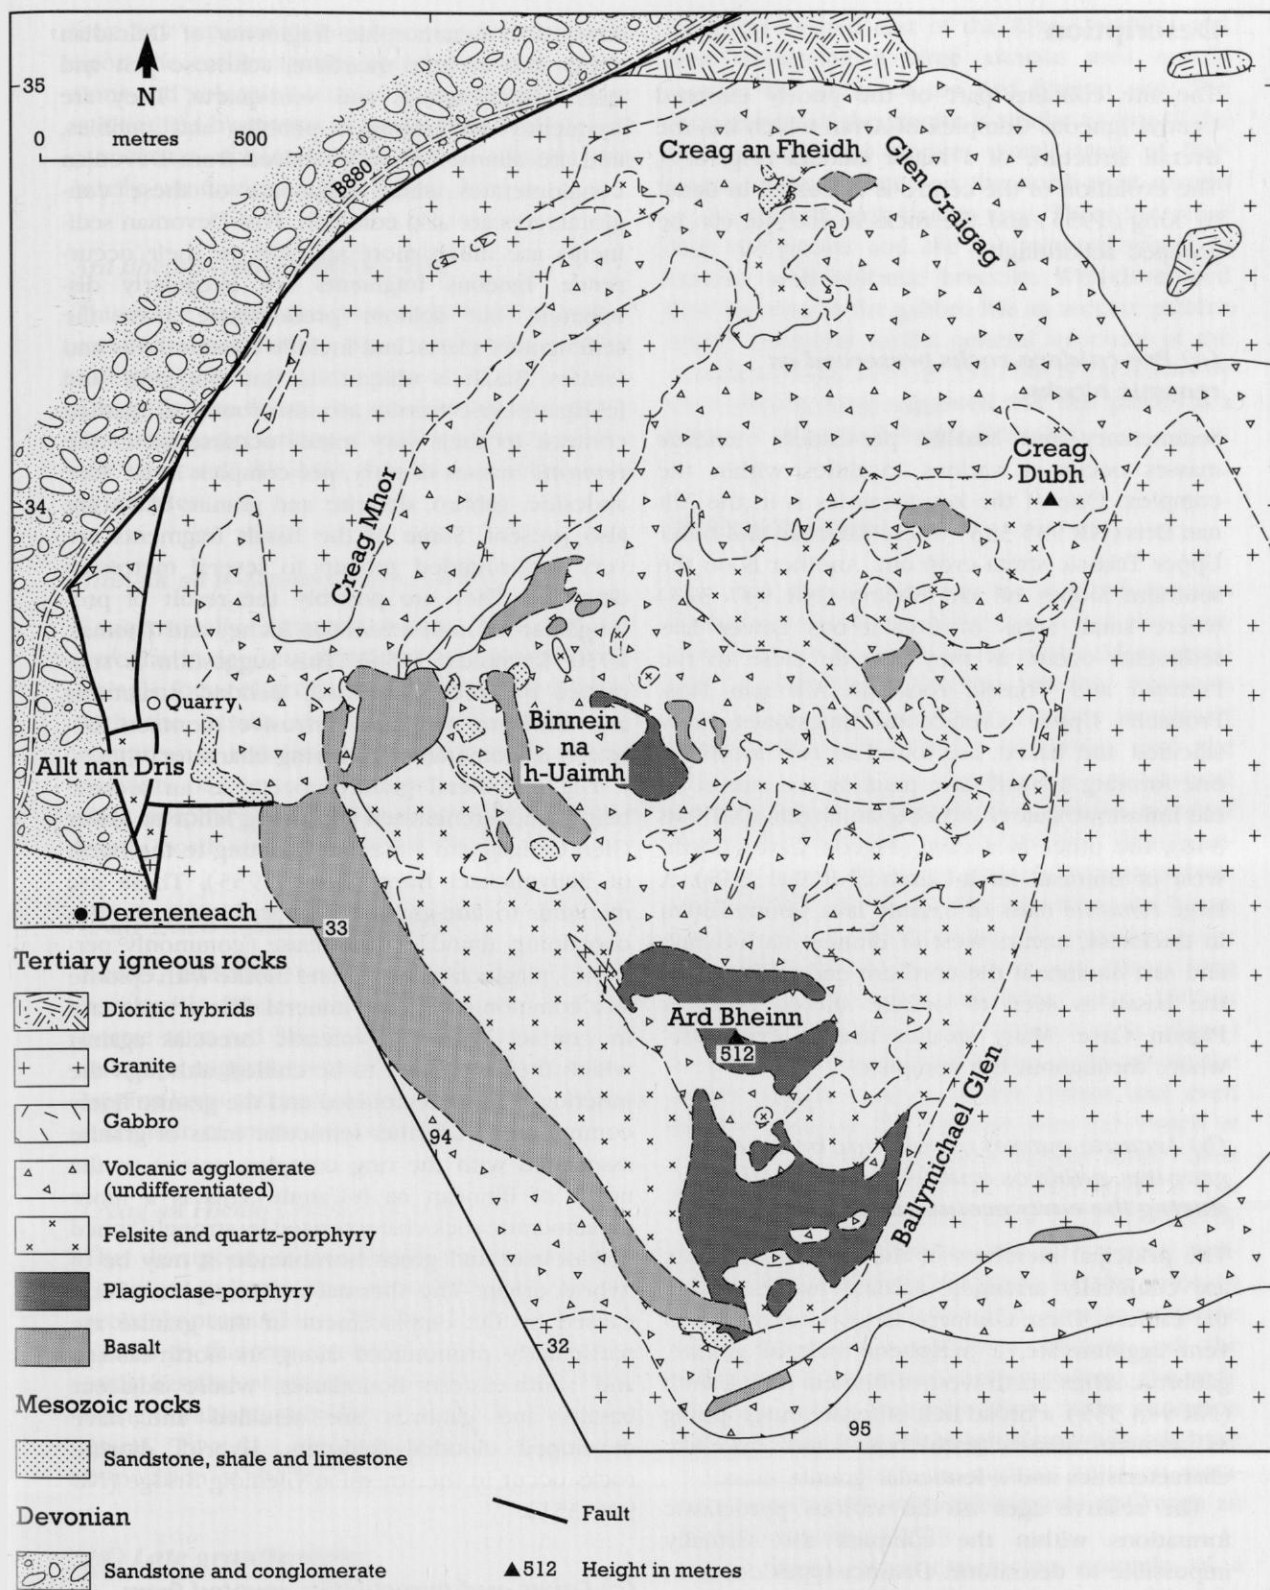 35
N
0 500
metres
B880
Creag an Fheidh
Glen Craigag
Creag
Dubh
34
Creag Mhor
Quarry
Binnein
na
h-Uaimh
Allt nan Dris
Dereneneach
33
Ard Bheinn
512
Ballymichael Glen
94
32
95
Tertiary igneous rocks
Dioritic hybrids
Granite
Gabbro
Volcanic agglomerate
(undifferentiated)
Felsite and quartz-porphyry
Plagioclase-porphyry
Basalt
Mesozoic rocks
Sandstone, shale and limestone
Devonian
Sandstone and conglomerate
Fault
512 Height in metres